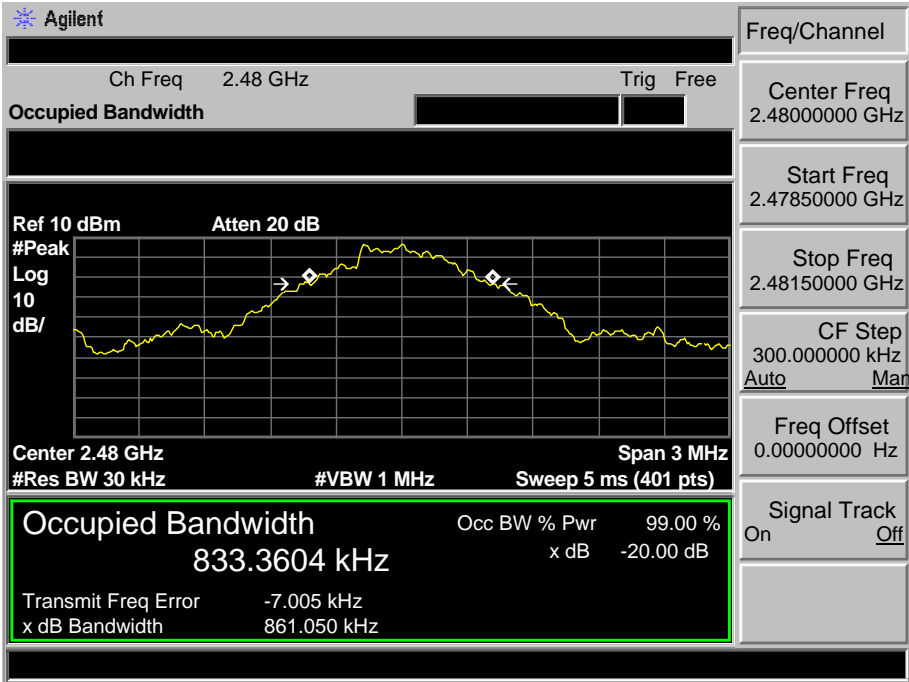 Agilent
Freq/Channel
Ch Freq 2.48 GHz Trig Free
Occupied Bandwidth
Center Freq
2.48000000 GHz
Start Freq
2.47850000 GHz
Stop Freq
2.48150000 GHz
CF Step
300.000000 kHz
Auto Man
Freq Offset
0.00000000 Hz
Signal Track
On Off
Ref 10 dBm Atten 20 dB
#Peak
Log
10
dB/
Center 2.48 GHz Span 3 MHz
#Res BW 30 kHz #VBW 1 MHz Sweep 5 ms (401 pts)
Occupied Bandwidth Occ BW % Pwr 99.00 %
833.3604 kHz x dB -20.00 dB
Transmit Freq Error -7.005 kHz
x dB Bandwidth 861.050 kHz